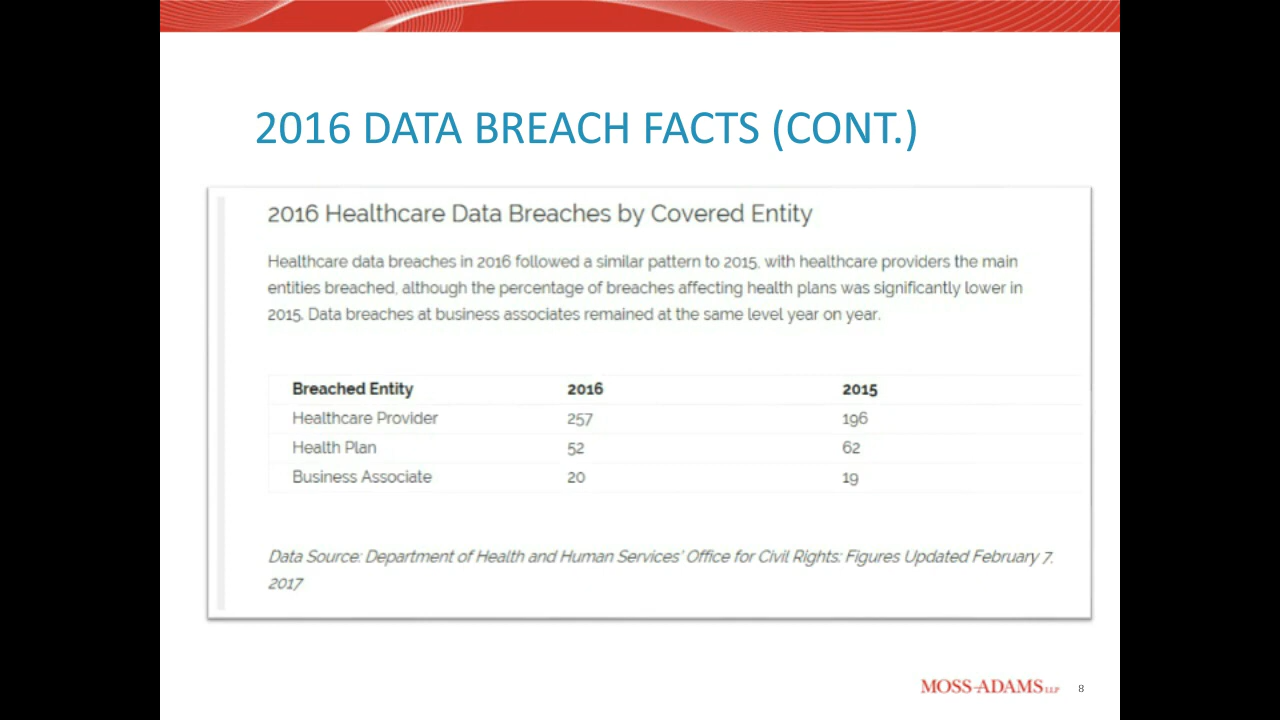 2016 DATA BREACH FACTS (CONT.)
2016 Healthcare Data Breaches by Covered Entity
Healthcare data breaches in 2016 followed a similar pattern to 2015, with healthcare providers the main
entities breached, although the percentage of breaches affecting health plans was significantly lower in
2015. Data breaches at business associates remained at the same level year on year.
Breached Entity 2016 2015
Healthcare Provider 257 196
Health Plan 52 62
Business Associate 20 19
Data Source: Department of Health and Human Services' Office for Civil Rights: Figures Updated February 7,
2017
MOSS-ADAMS LLP 8